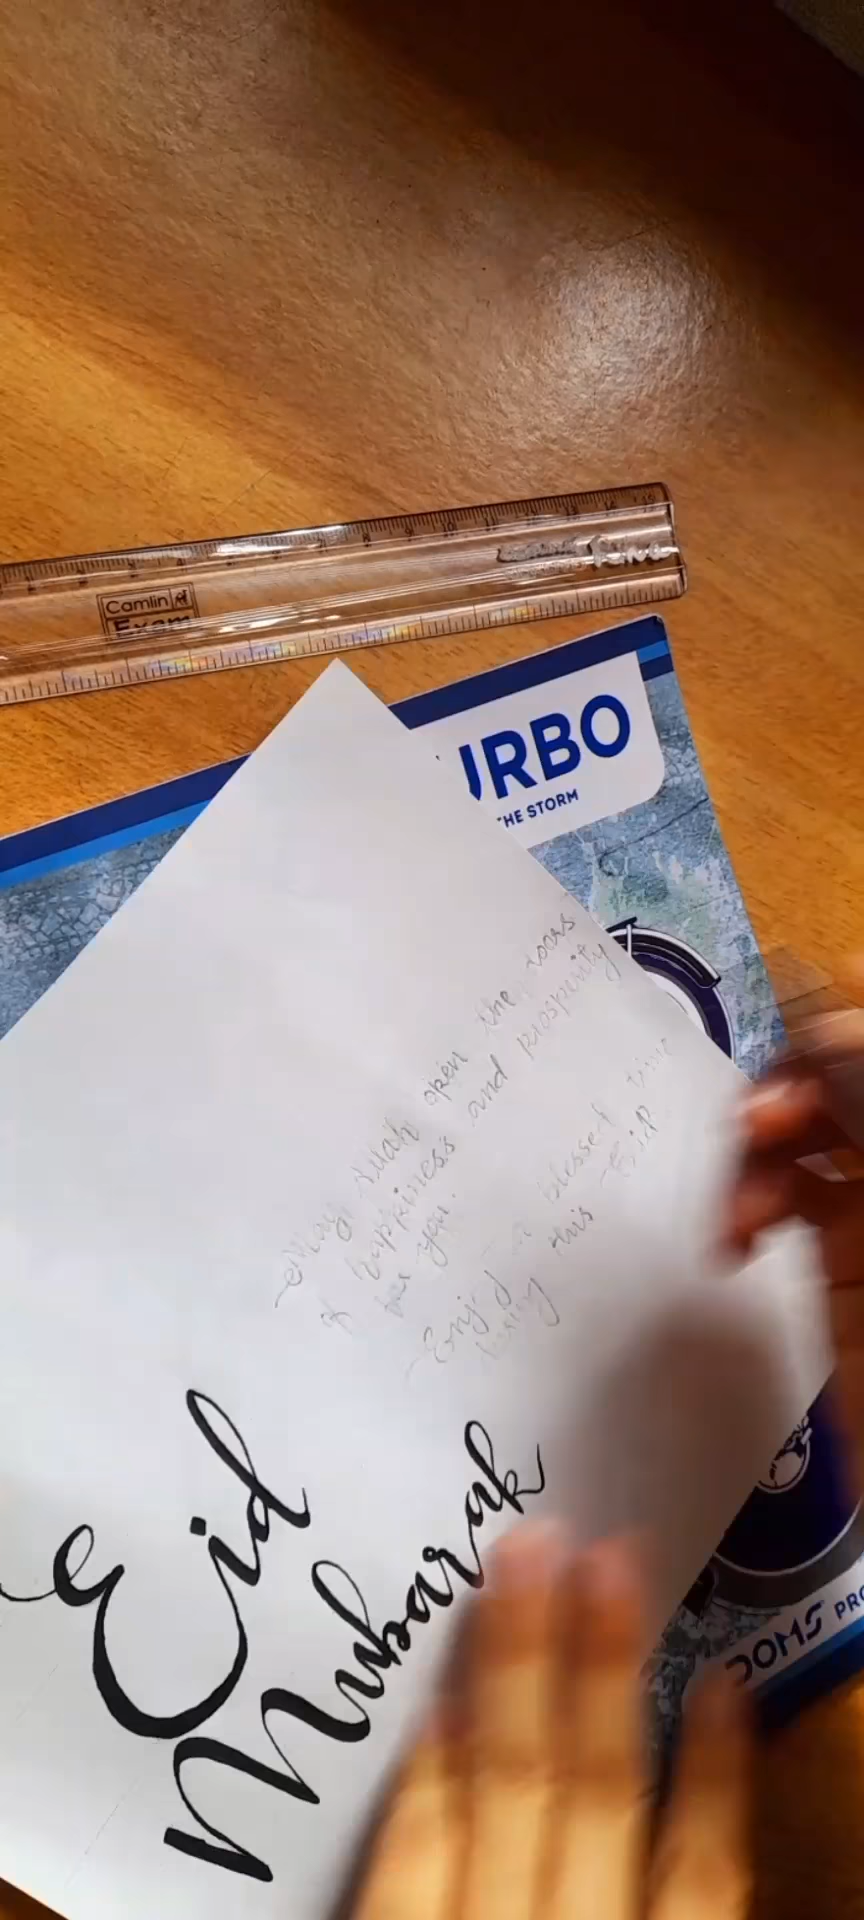 Camlin
Exam
URBO
THE STORM
May Allah open the doors
of happiness and prosperity
for you.
Enjoy a blessed time
during this Eid.
Eid
Mubarak
DOMS PRO